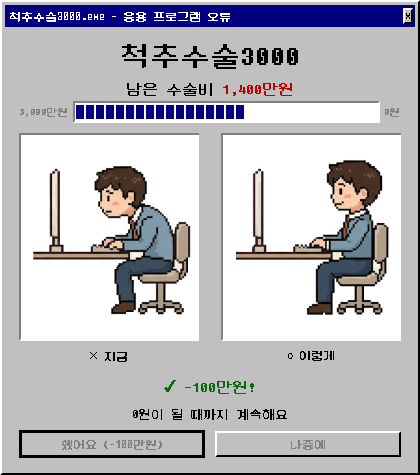 척추수술3000.exe - 응용 프로그램 오류
척추수술3000
남은 수술비 1,400만원
3,000만원 0원
× 지금
○ 이렇게
✓ -100만원!
0원이 될 때까지 계속해요
했어요 (-100만원)
나중에